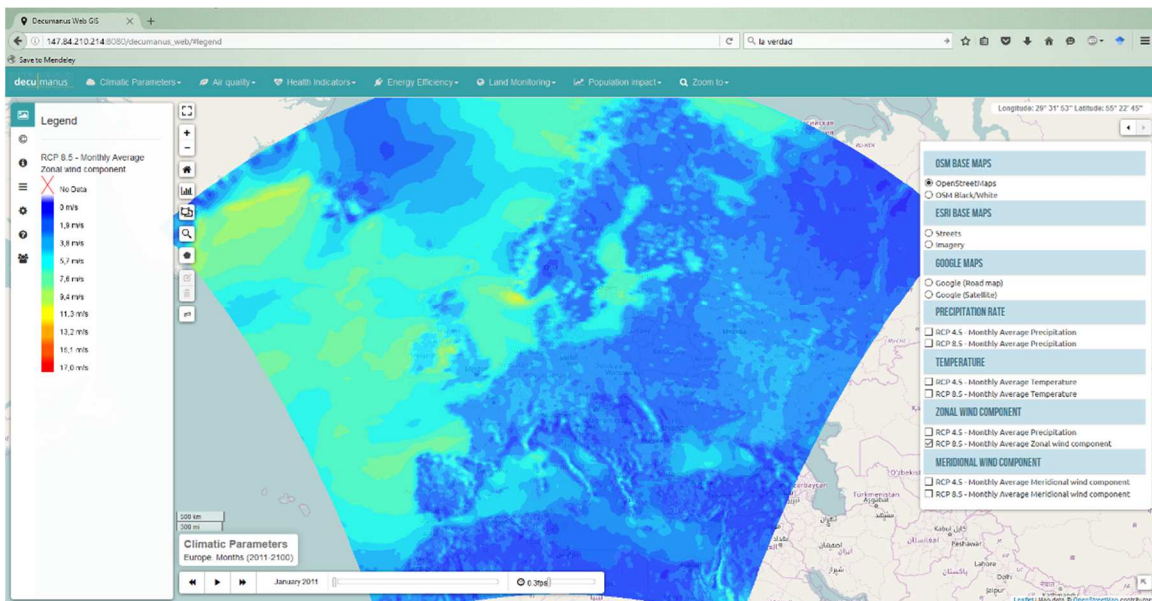 Decumanus Web GIS
147.84.210.214:8080/decumanus_web/#legend
la verdad
Save to Mendeley
decumanus
Climatic Parameters
Air quality
Health Indicators
Energy Efficiency
Land Monitoring
Population impact
Zoom to
Longitude: 29° 31' 53'' Latitude: 55° 22' 45''
Legend
RCP 8.5 - Monthly Average
Zonal wind component
No Data
0 m/s
1,9 m/s
3,8 m/s
5,7 m/s
7,6 m/s
9,4 m/s
11,3 m/s
13,2 m/s
15,1 m/s
17,0 m/s
OSM BASE MAPS
OpenStreetMaps
OSM Black/White
ESRI BASE MAPS
Streets
Imagery
GOOGLE MAPS
Google (Road map)
Google (Satellite)
PRECIPITATION RATE
RCP 4.5 - Monthly Average Precipitation
RCP 8.5 - Monthly Average Precipitation
TEMPERATURE
RCP 4.5 - Monthly Average Temperature
RCP 8.5 - Monthly Average Temperature
ZONAL WIND COMPONENT
RCP 4.5 - Monthly Average Precipitation
RCP 8.5 - Monthly Average Zonal wind component
MERIDIONAL WIND COMPONENT
RCP 4.5 - Monthly Average Meridional wind component
RCP 8.5 - Monthly Average Meridional wind component
500 km
300 mi
Climatic Parameters
Europe Months (2011-2100)
January 2011
0.3fps
Türkmenistan
Kabul کابل
Peshawar
تهران
ایران
شیراز
Lahore
Delhi
Jaipur
Leaflet | Map data © OpenStreetMap contributors